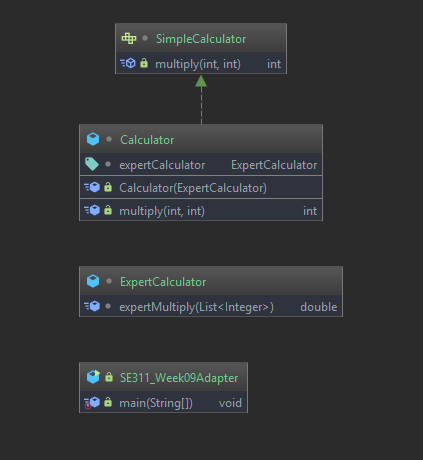 SimpleCalculator
multiply(int, int) int
Calculator
expertCalculator ExpertCalculator
Calculator(ExpertCalculator)
multiply(int, int) int
ExpertCalculator
expertMultiply(List<Integer>) double
SE311_Week09Adapter
main(String[]) void